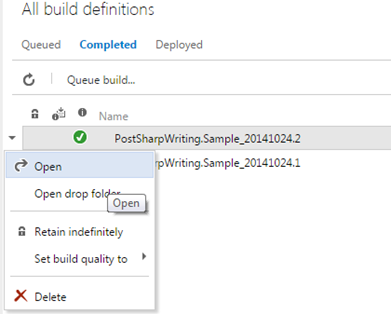 All build definitions
Queued Completed Deployed
Queue build...
Name
PostSharpWriting.Sample_20141024.2
Open
rpWriting.Sample_20141024.1
Open drop folder
Open
Retain indefinitely
Set build quality to
Delete